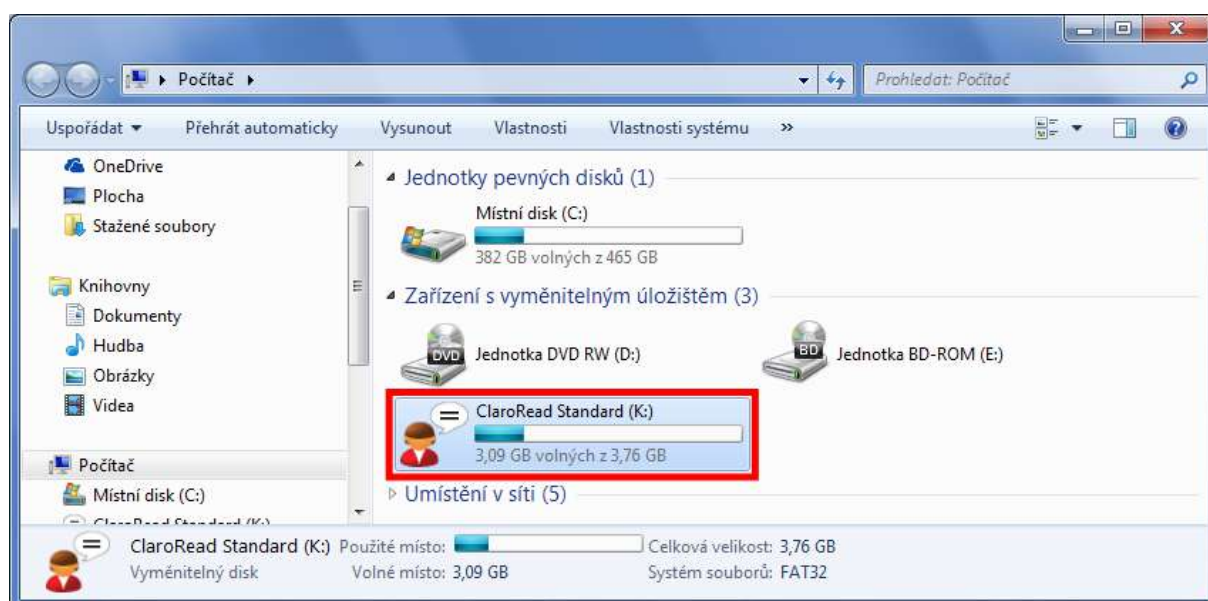 Počítač
Prohledat: Počítač
Uspořádat
Přehrát automaticky
Vysunout
Vlastnosti
Vlastnosti systému
»
OneDrive
Plocha
Stažené soubory
Knihovny
Dokumenty
Hudba
Obrázky
Videa
Počítač
Místní disk (C:)
ClaroRead Standard (K:)
Jednotky pevných disků (1)
Místní disk (C:)
382 GB volných z 465 GB
Zařízení s vyměnitelným úložištěm (3)
DVD
Jednotka DVD RW (D:)
BD
Jednotka BD-ROM (E:)
ClaroRead Standard (K:)
3,09 GB volných z 3,76 GB
Umístění v síti (5)
ClaroRead Standard (K:) Použité místo: Celková velikost: 3,76 GB
Vyměnitelný disk Volné místo: 3,09 GB Systém souborů: FAT32